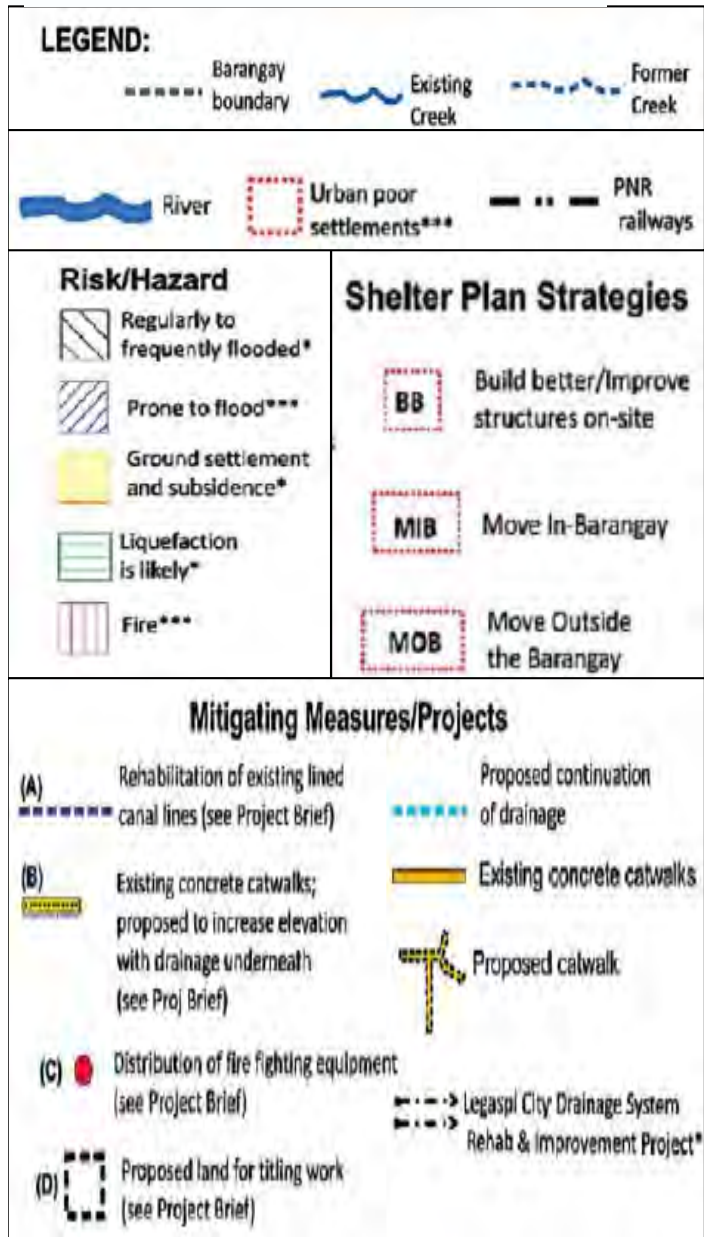 LEGEND:
Barangay
boundary
Existing
Creek
Former
Creek
River
Urban poor
settlements***
PNR
railways
Risk/Hazard
Regularly to
frequently flooded*
Prone to flood***
Ground settlement
and subsidence*
Liquefaction
is likely*
Fire***
Shelter Plan Strategies
BB
Build better/Improve
structures on-site
MIB
Move In-Barangay
MOB
Move Outside
the Barangay
Mitigating Measures/Projects
(A)
Rehabilitation of existing lined
canal lines (see Project Brief)
(B)
Existing concrete catwalks;
proposed to increase elevation
with drainage underneath
(see Proj Brief)
(C)
Distribution of fire fighting equipment
(see Project Brief)
(D)
Proposed land for titling work
(see Project Brief)
Proposed continuation
of drainage
Existing concrete catwalks
Proposed catwalk
Legaspi City Drainage System
Rehab & Improvement Project*